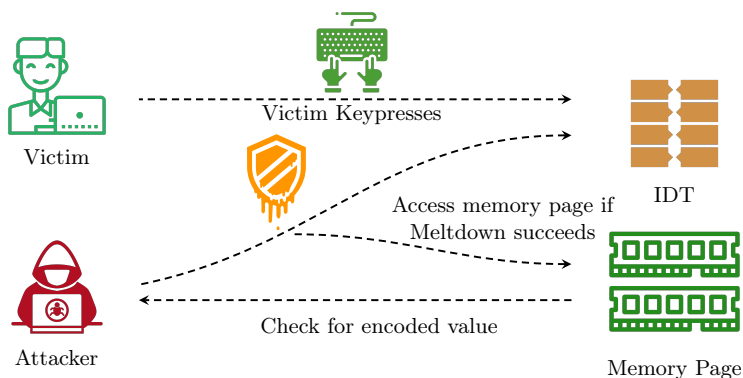 Victim Keypresses
Victim
IDT
Access memory page if
Meltdown succeeds
Check for encoded value
Attacker
Memory Page